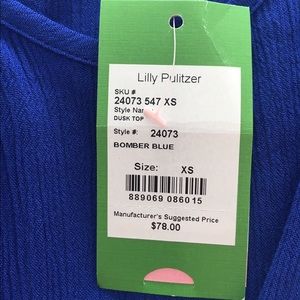 Lilly Pulitzer
SKU #
24073 547 XS
Style Name
DUSK TOP
Style #: 24073
BOMBER BLUE
Size: XS
889069 086015
Manufacturer's Suggested Price
$78.00